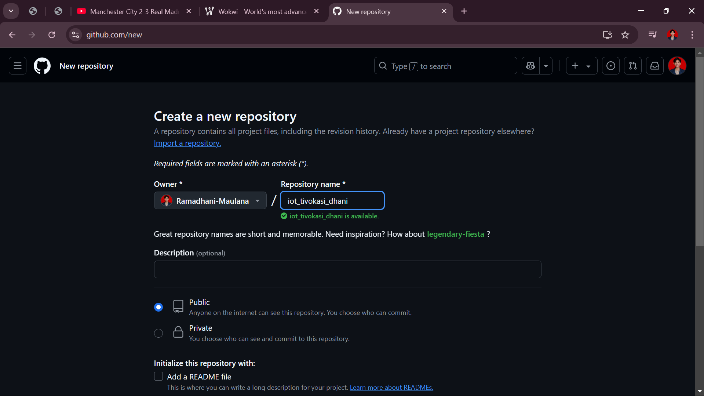 Manchester City 2-3 Real Mad
Wokwi - World's most advanc
New repository
github.com/new
New repository
Type / to search
Create a new repository
A repository contains all project files, including the revision history. Already have a project repository elsewhere?
Import a repository.
Required fields are marked with an asterisk (*).
Owner * Repository name *
Ramadhani-Maulana / iot_tivokasi_dhani
iot_tivokasi_dhani is available.
Great repository names are short and memorable. Need inspiration? How about legendary-fiesta ?
Description (optional)
Public
Anyone on the internet can see this repository. You choose who can commit.
Private
You choose who can see and commit to this repository.
Initialize this repository with:
Add a README file
This is where you can write a long description for your project. Learn more about READMEs.